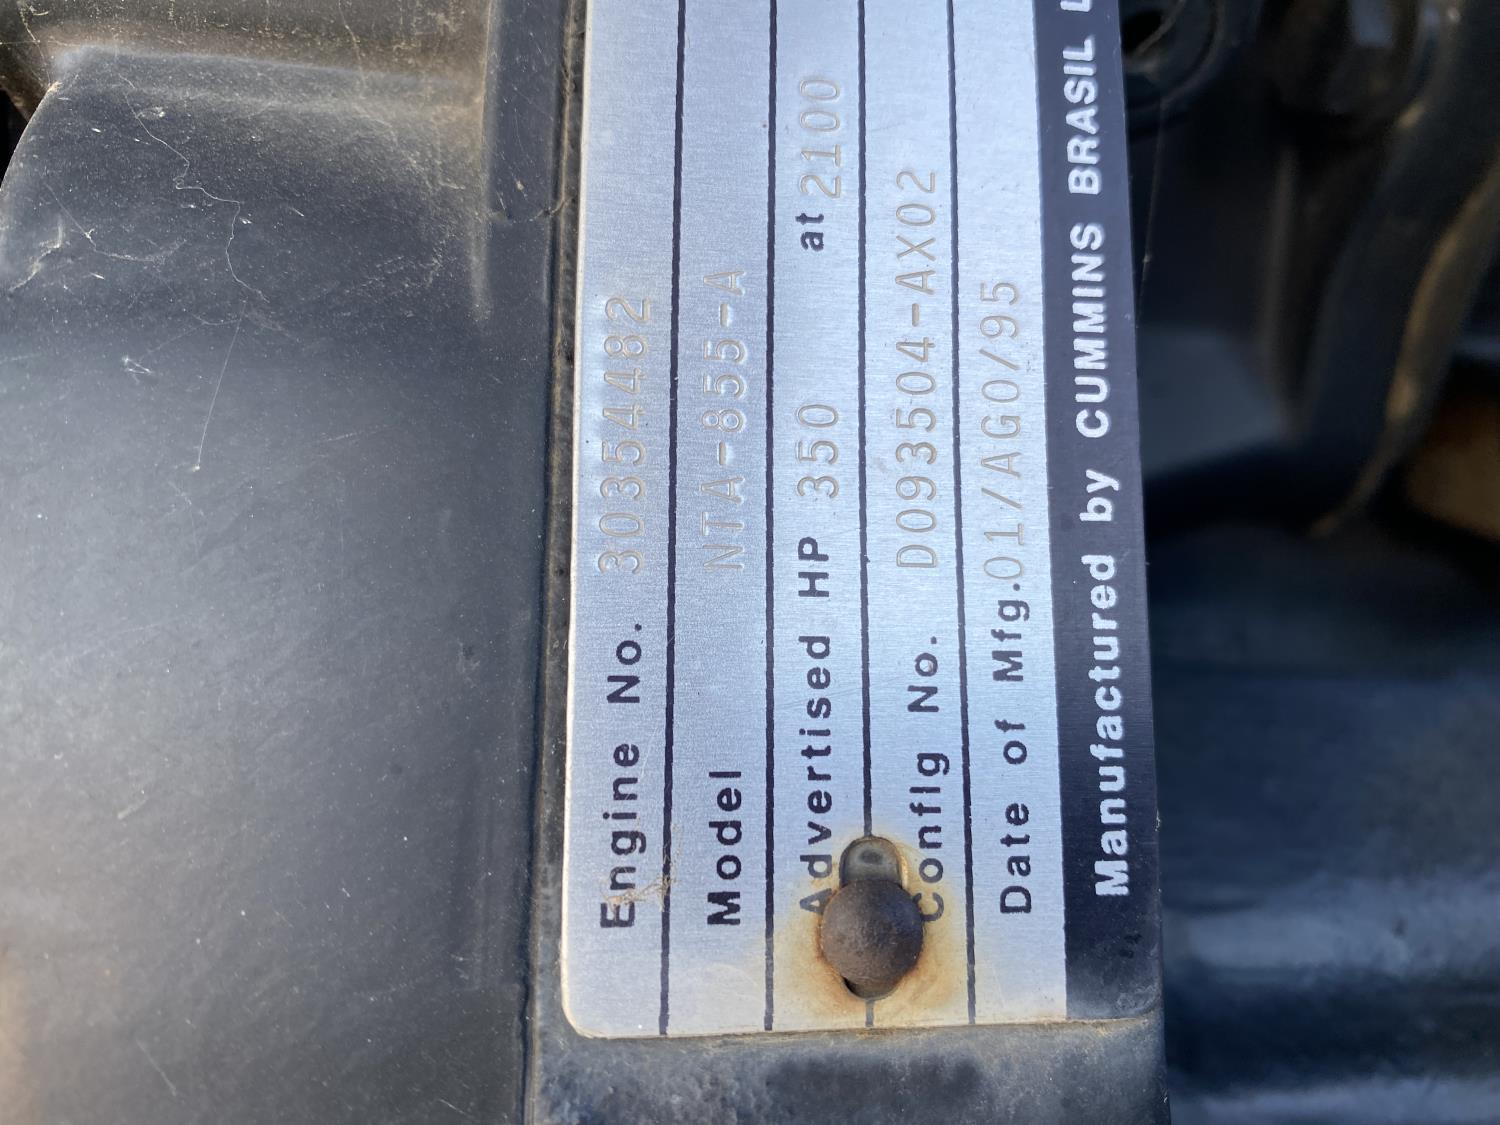 Engine No. 30354482
Model NTA-855-A
Advertised HP 350 at 2100
Config No. D093504-AX02
Date of Mfg. 01/AGO/95
Manufactured by CUMMINS BRASIL L